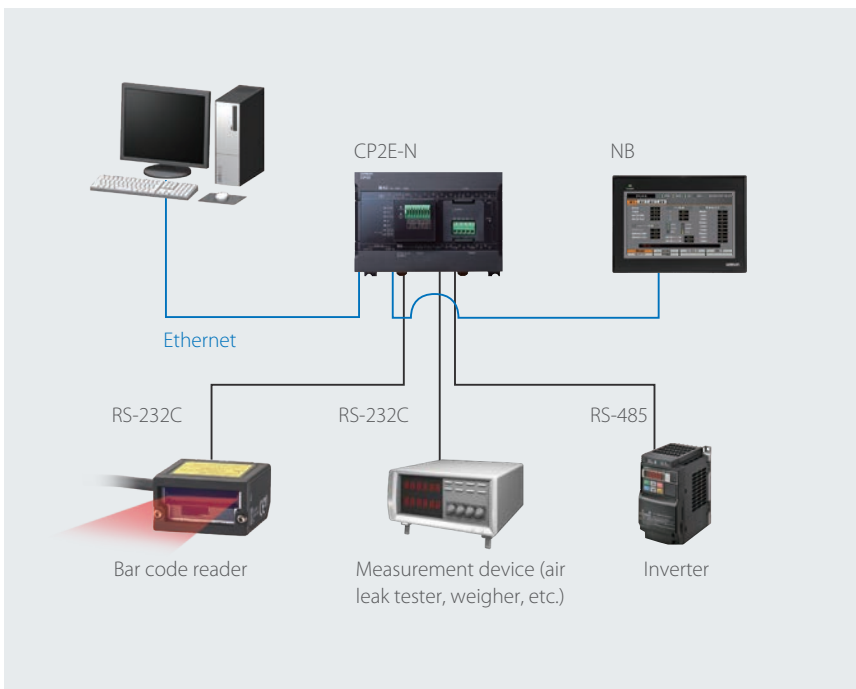 CP2E-N
NB
Ethernet
RS-232C
RS-232C
RS-485
Bar code reader
Measurement device (air
leak tester, weigher, etc.)
Inverter